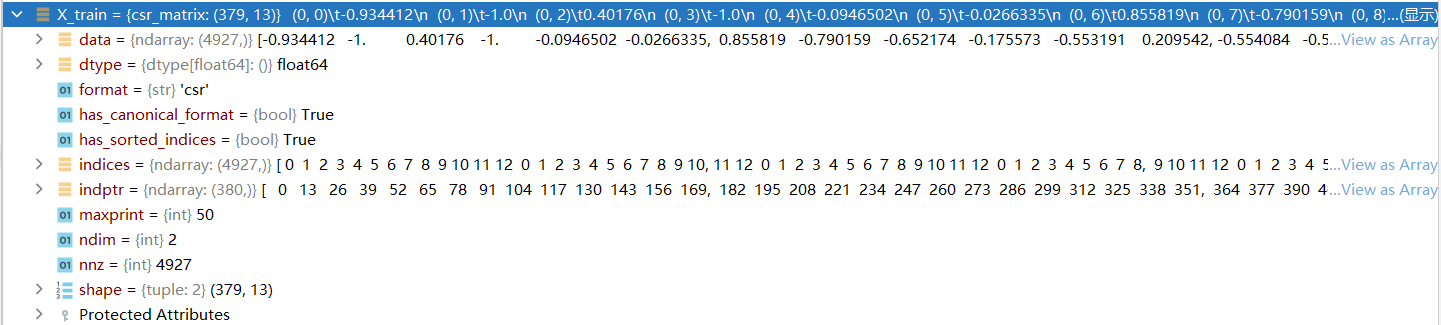 X_train = {csr_matrix: (379, 13)} (0, 0)\t-0.934412\n (0, 1)\t-1.0\n (0, 2)\t0.40176\n (0, 3)\t-1.0\n (0, 4)\t-0.0946502\n (0, 5)\t-0.0266335\n (0, 6)\t0.855819\n (0, 7)\t-0.790159\n (0, 8)...(显示)
data = {ndarray: (4927,)} [-0.934412 -1. 0.40176 -1. -0.0946502 -0.0266335, 0.855819 -0.790159 -0.652174 -0.175573 -0.553191 0.209542, -0.554084 -0.5...View as Array
dtype = {dtype[float64]: ()} float64
01 format = {str} 'csr'
01 has_canonical_format = {bool} True
01 has_sorted_indices = {bool} True
indices = {ndarray: (4927,)} [ 0 1 2 3 4 5 6 7 8 9 10 11 12 0 1 2 3 4 5 6 7 8 9 10, 11 12 0 1 2 3 4 5 6 7 8 9 10 11 12 0 1 2 3 4 5 6 7 8, 9 10 11 12 0 1 2 3 4 5...View as Array
indptr = {ndarray: (380,)} [ 0 13 26 39 52 65 78 91 104 117 130 143 156 169, 182 195 208 221 234 247 260 273 286 299 312 325 338 351, 364 377 390 4...View as Array
01 maxprint = {int} 50
01 ndim = {int} 2
01 nnz = {int} 4927
shape = {tuple: 2} (379, 13)
Protected Attributes